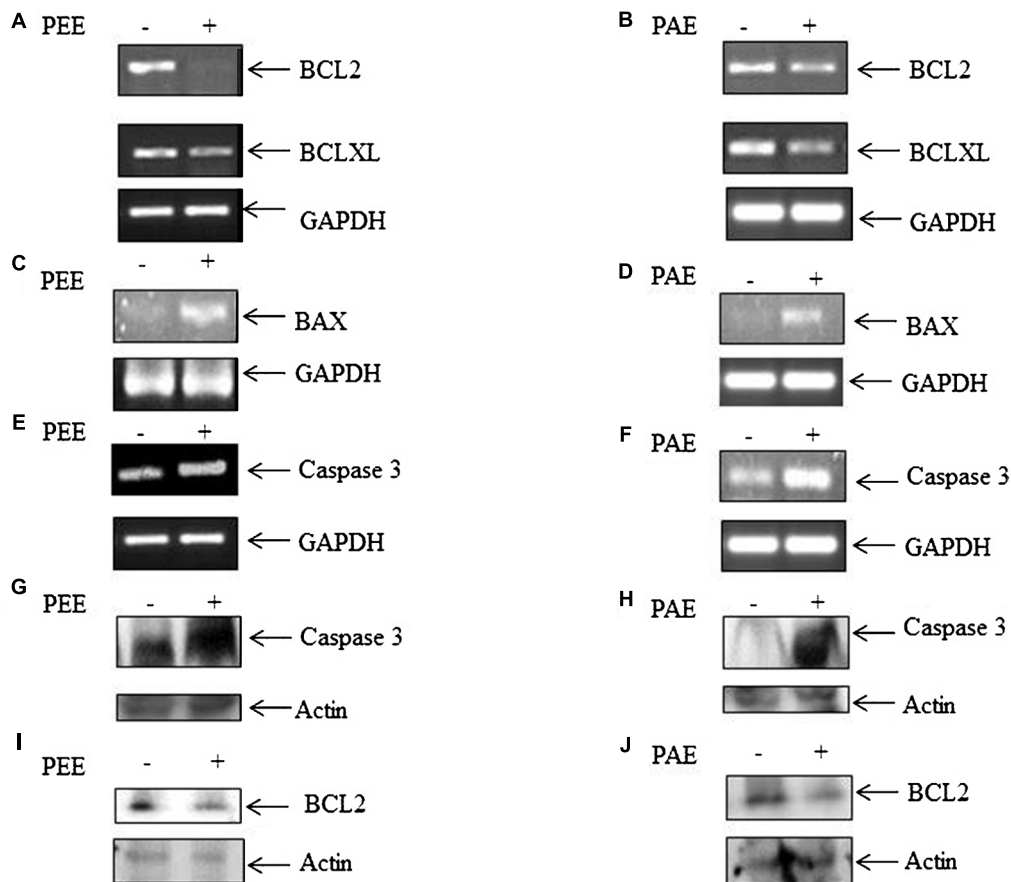 A PEE - +
BCL2
BCLXL
GAPDH
B PAE - +
BCL2
BCLXL
GAPDH
C PEE - +
BAX
GAPDH
D PAE - +
BAX
GAPDH
E PEE - +
Caspase 3
GAPDH
F PAE - +
Caspase 3
GAPDH
G PEE - +
Caspase 3
Actin
H PAE - +
Caspase 3
Actin
I PEE - +
BCL2
Actin
J PAE - +
BCL2
Actin